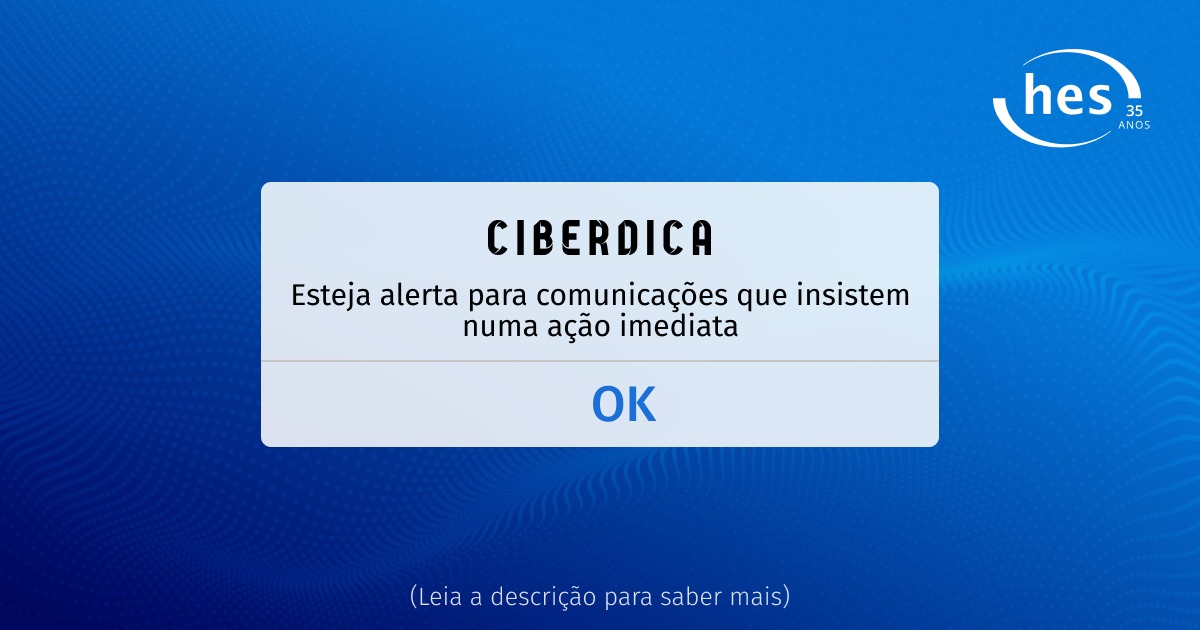 hes
35
ANOS
CIBERDICA
Esteja alerta para comunicações que insistem
numa ação imediata
OK
(Leia a descrição para saber mais)